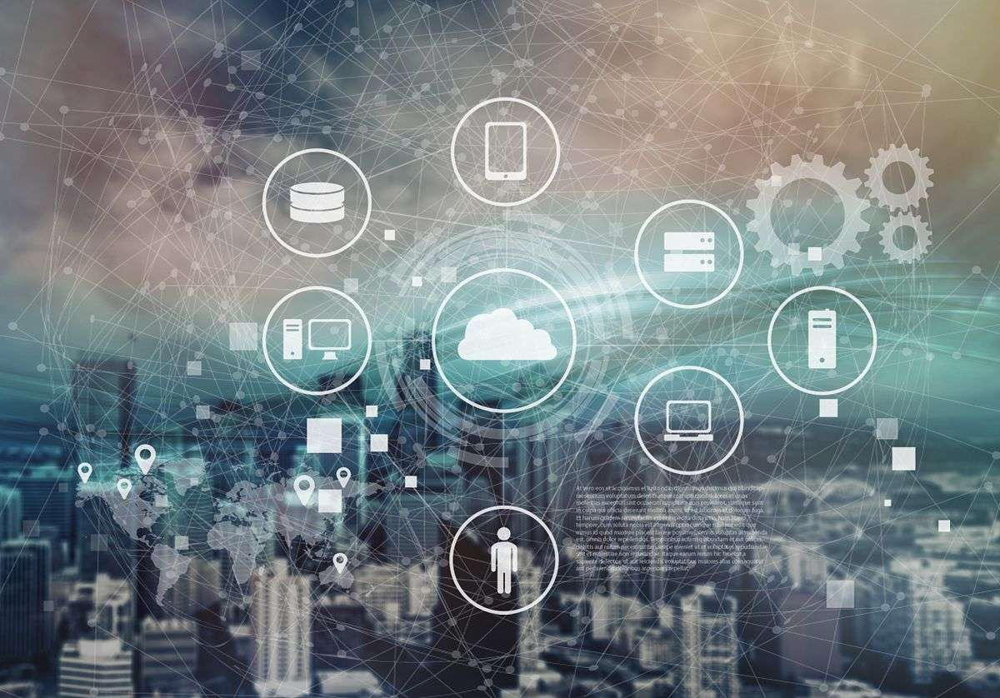 At vero eos et accusamus et iusto odio dignissimos ducimus qui blanditiis
praesentium voluptatum deleniti atque corrupti quos dolores et quas
molestias excepturi sint occaecati cupiditate non provident, similique sunt
in culpa qui officia deserunt mollitia animi, id est laborum et dolorum fuga.
Et harum quidem rerum facilis est et expedita distinctio. Nam libero
tempore, cum soluta nobis est eligendi optio cumque nihil impedit quo
minus id quod maxime placeat facere possimus, omnis voluptas
est, omnis dolor repellendus. Temporibus autem quibusdam et aut officiis
debitis aut rerum necessitatibus saepe eveniet ut et voluptates
sint et molestiae non recusandae. Itaque earum rerum hic tenetur a
sapiente delectus, ut aut reiciendis voluptatibus maiores alias consequatur
aut perferendis doloribus asperiores repellat.